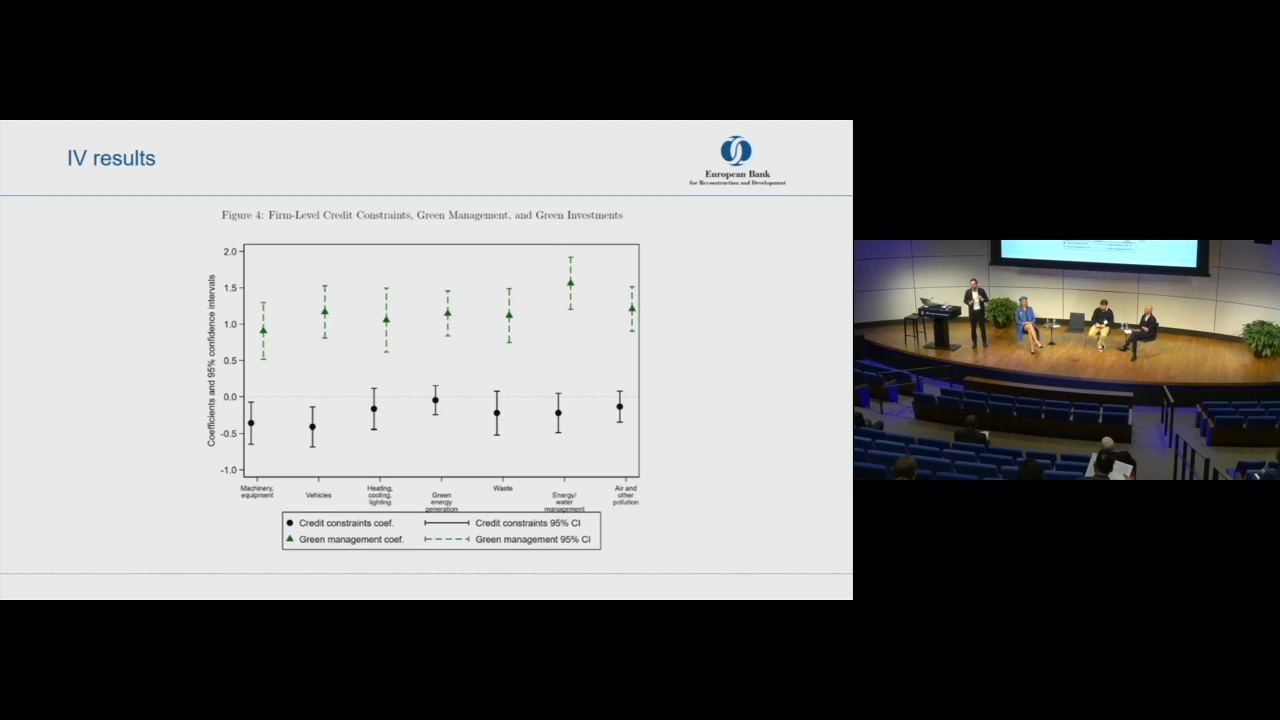 IV results
European Bank
for Reconstruction and Development
Figure 4: Firm-Level Credit Constraints, Green Management, and Green Investments
Coefficients and 95% confidence intervals
2.0
1.5
1.0
0.5
0.0
-0.5
-1.0
Machinery,
equipment
Vehicles
Heating,
cooling,
lighting
Green
energy
generation
Waste
Energy/
water
management
Air and
other
pollution
Credit constraints coef.
Credit constraints 95% CI
Green management coef.
Green management 95% CI